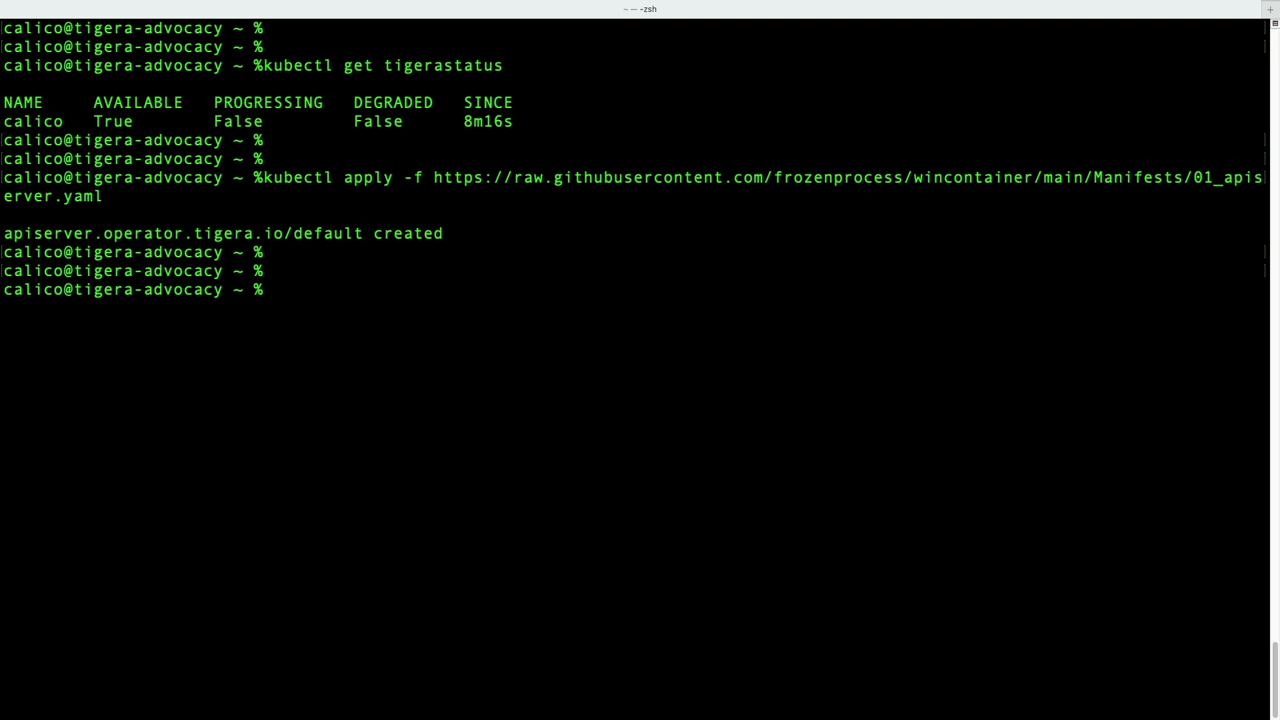 ~ — -zsh
calico@tigera-advocacy ~ %
calico@tigera-advocacy ~ %
calico@tigera-advocacy ~ %kubectl get tigerastatus
NAME     AVAILABLE   PROGRESSING   DEGRADED   SINCE
calico   True        False         False      8m16s
calico@tigera-advocacy ~ %
calico@tigera-advocacy ~ %
calico@tigera-advocacy ~ %kubectl apply -f https://raw.githubusercontent.com/frozenprocess/wincontainer/main/Manifests/01_apis
erver.yaml
apiserver.operator.tigera.io/default created
calico@tigera-advocacy ~ %
calico@tigera-advocacy ~ %
calico@tigera-advocacy ~ %